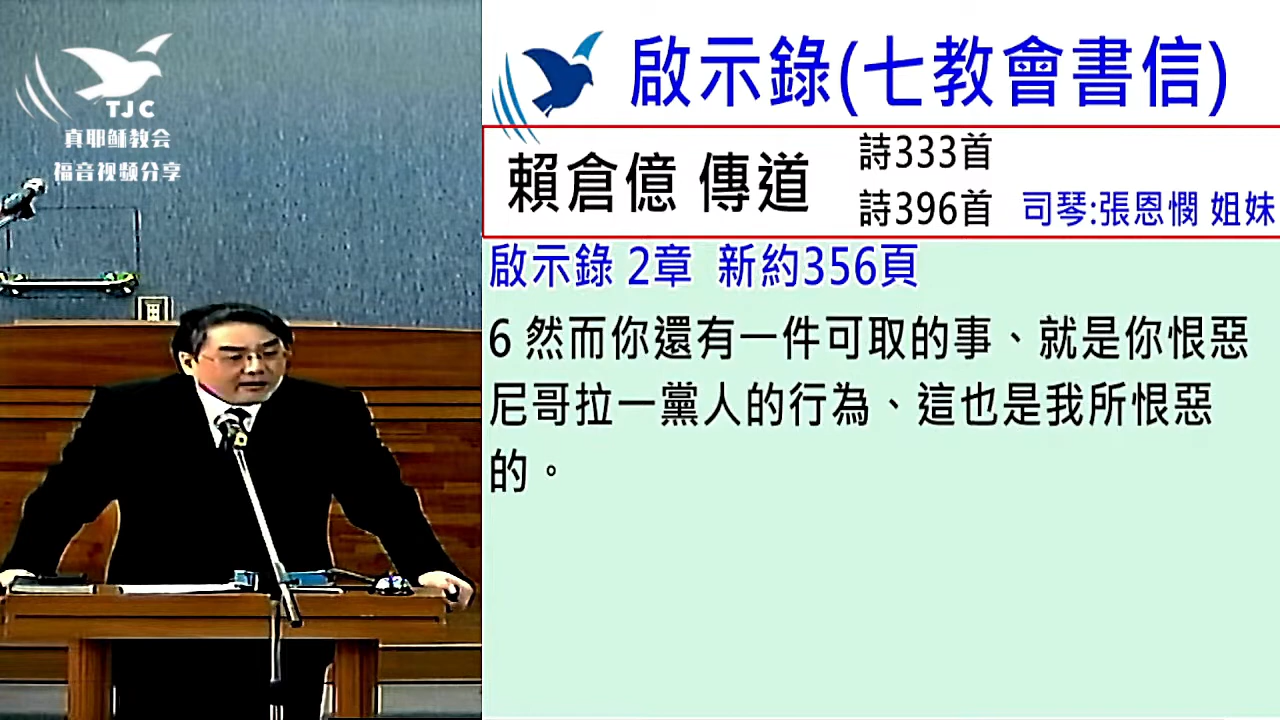 TJC
真耶稣教会
福音视频分享
啟示錄(七教會書信)
賴倉億 傳道
詩333首
詩396首 司琴:張恩憫 姐妹
啟示錄 2章 新約356頁
6 然而你還有一件可取的事、就是你恨惡
尼哥拉一黨人的行為、這也是我所恨惡
的。